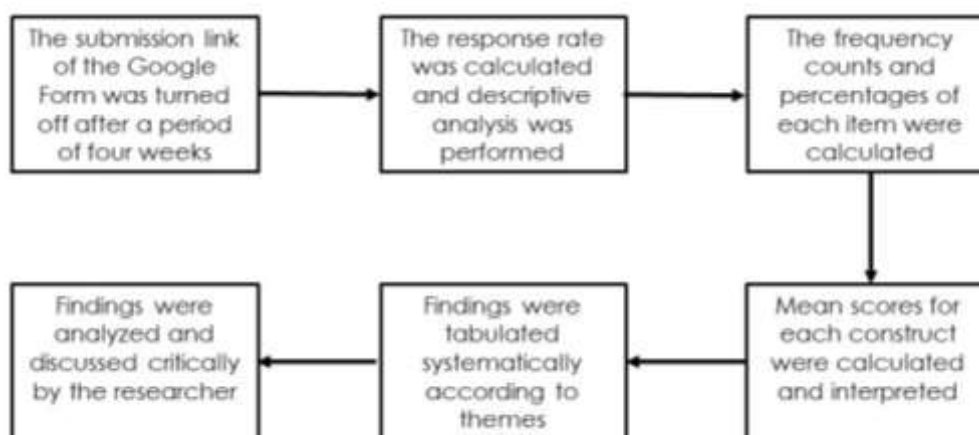 The submission link
of the Google
Form was turned
off after a period
of four weeks
The response rate
was calculated
and descriptive
analysis was
performed
The frequency
counts and
percentages of
each item were
calculated
Mean scores for
each construct
were calculated
and interpreted
Findings were
tabulated
systematically
according to
themes
Findings were
analyzed and
discussed critically
by the researcher